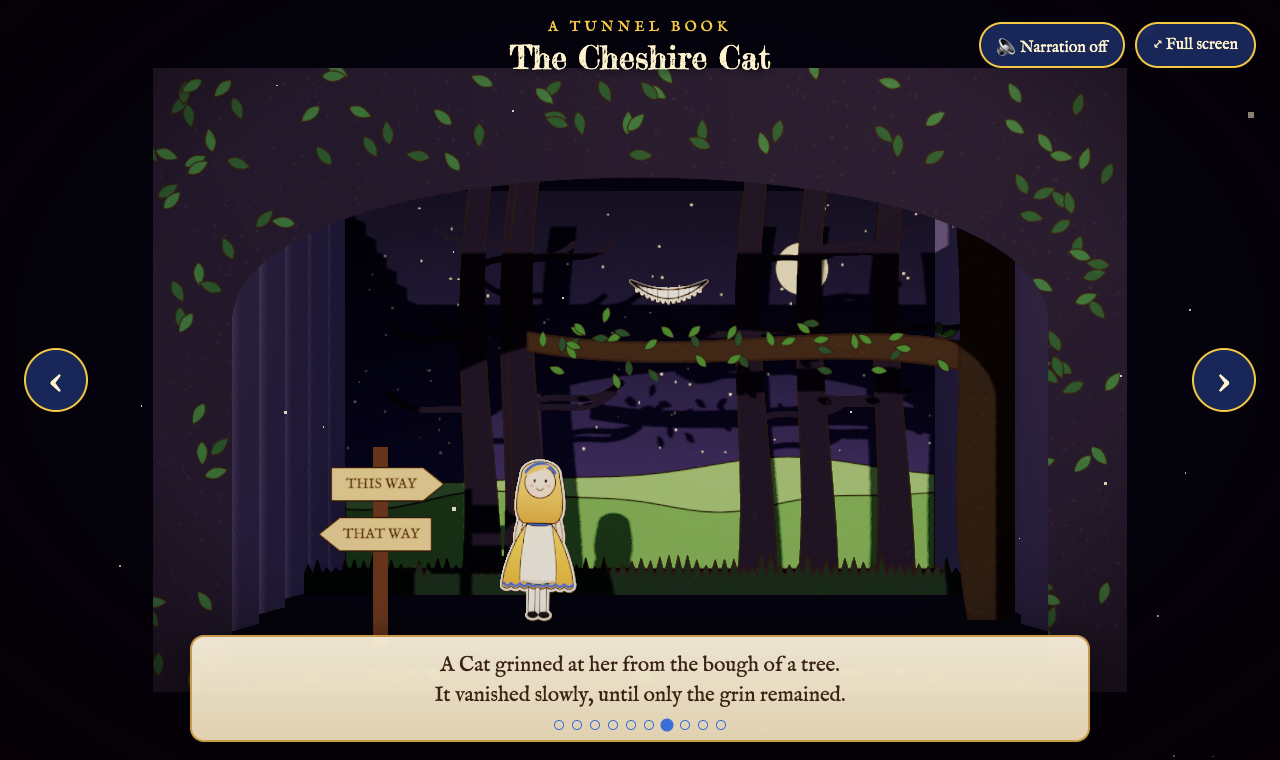 A TUNNEL BOOK
The Cheshire Cat
Narration off
Full screen
THIS WAY
THAT WAY
A Cat grinned at her from the bough of a tree.
It vanished slowly, until only the grin remained.